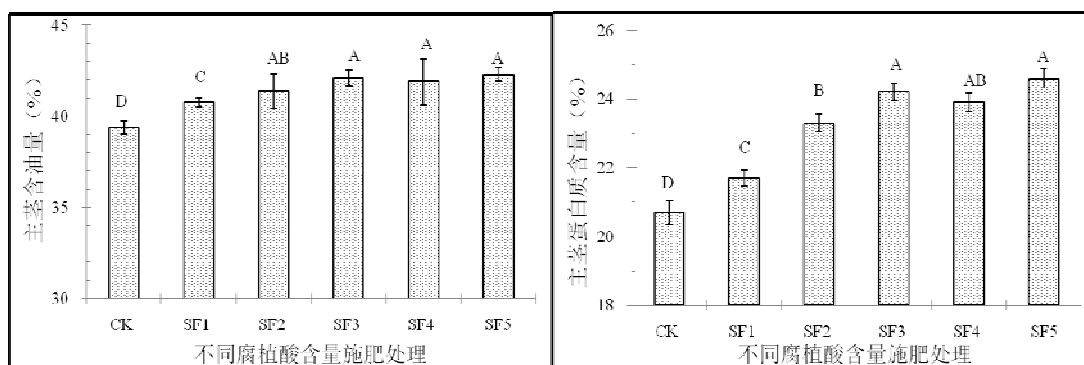 45
40
35
30
主茎含油量（%）
D
C
AB
A
A
A
CK SF1 SF2 SF3 SF4 SF5
不同腐植酸含量施肥处理
26
24
22
20
18
主茎蛋白质含量（%）
D
C
B
A
AB
A
CK SF1 SF2 SF3 SF4 SF5
不同腐植酸含量施肥处理